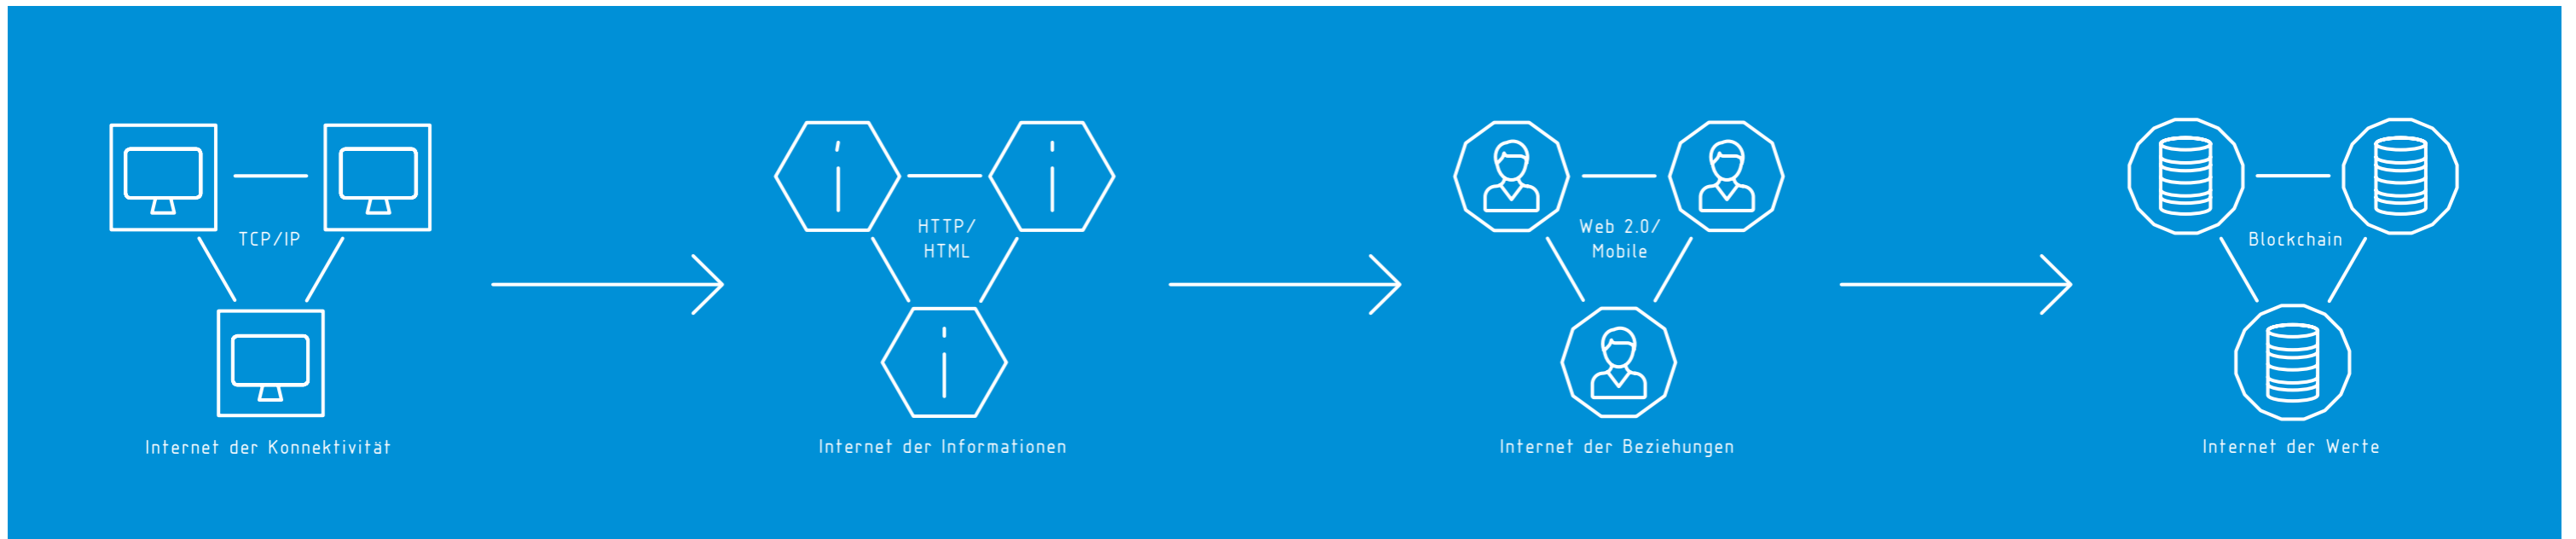 TCP/IP
Internet der Konnektivität
HTTP/
HTML
Internet der Informationen
Web 2.0/
Mobile
Internet der Beziehungen
Blockchain
Internet der Werte